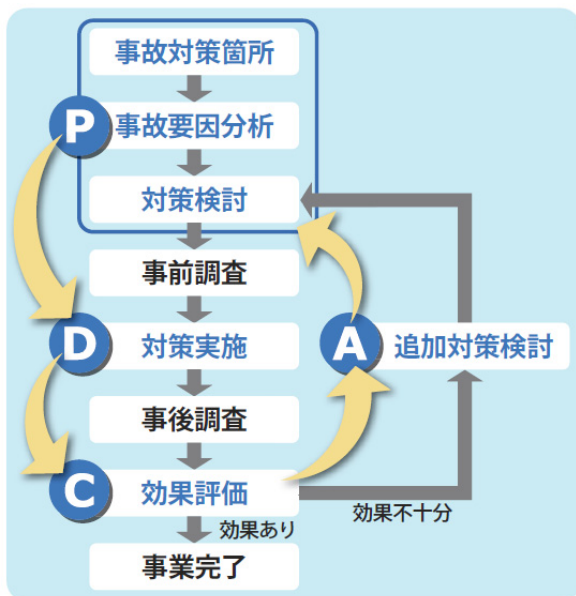 事故対策箇所
P
事故要因分析
対策検討
事前調査
D
対策実施
A
追加対策検討
事後調査
C
効果評価
効果不十分
効果あり
事業完了